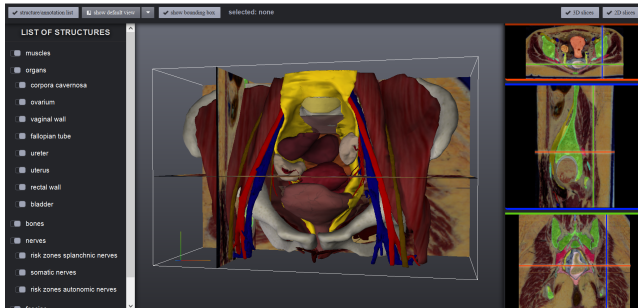 structure/annotation list
show default view
show bounding box
selected: none
1D slices
2D slices
LIST OF STRUCTURES
muscles
organs
corpora cavernosa
ovarium
vaginal wall
fallopian tube
ureter
uterus
rectal wall
bladder
bones
nerves
risk zones splanchnic nerves
somatic nerves
risk zones autonomic nerves